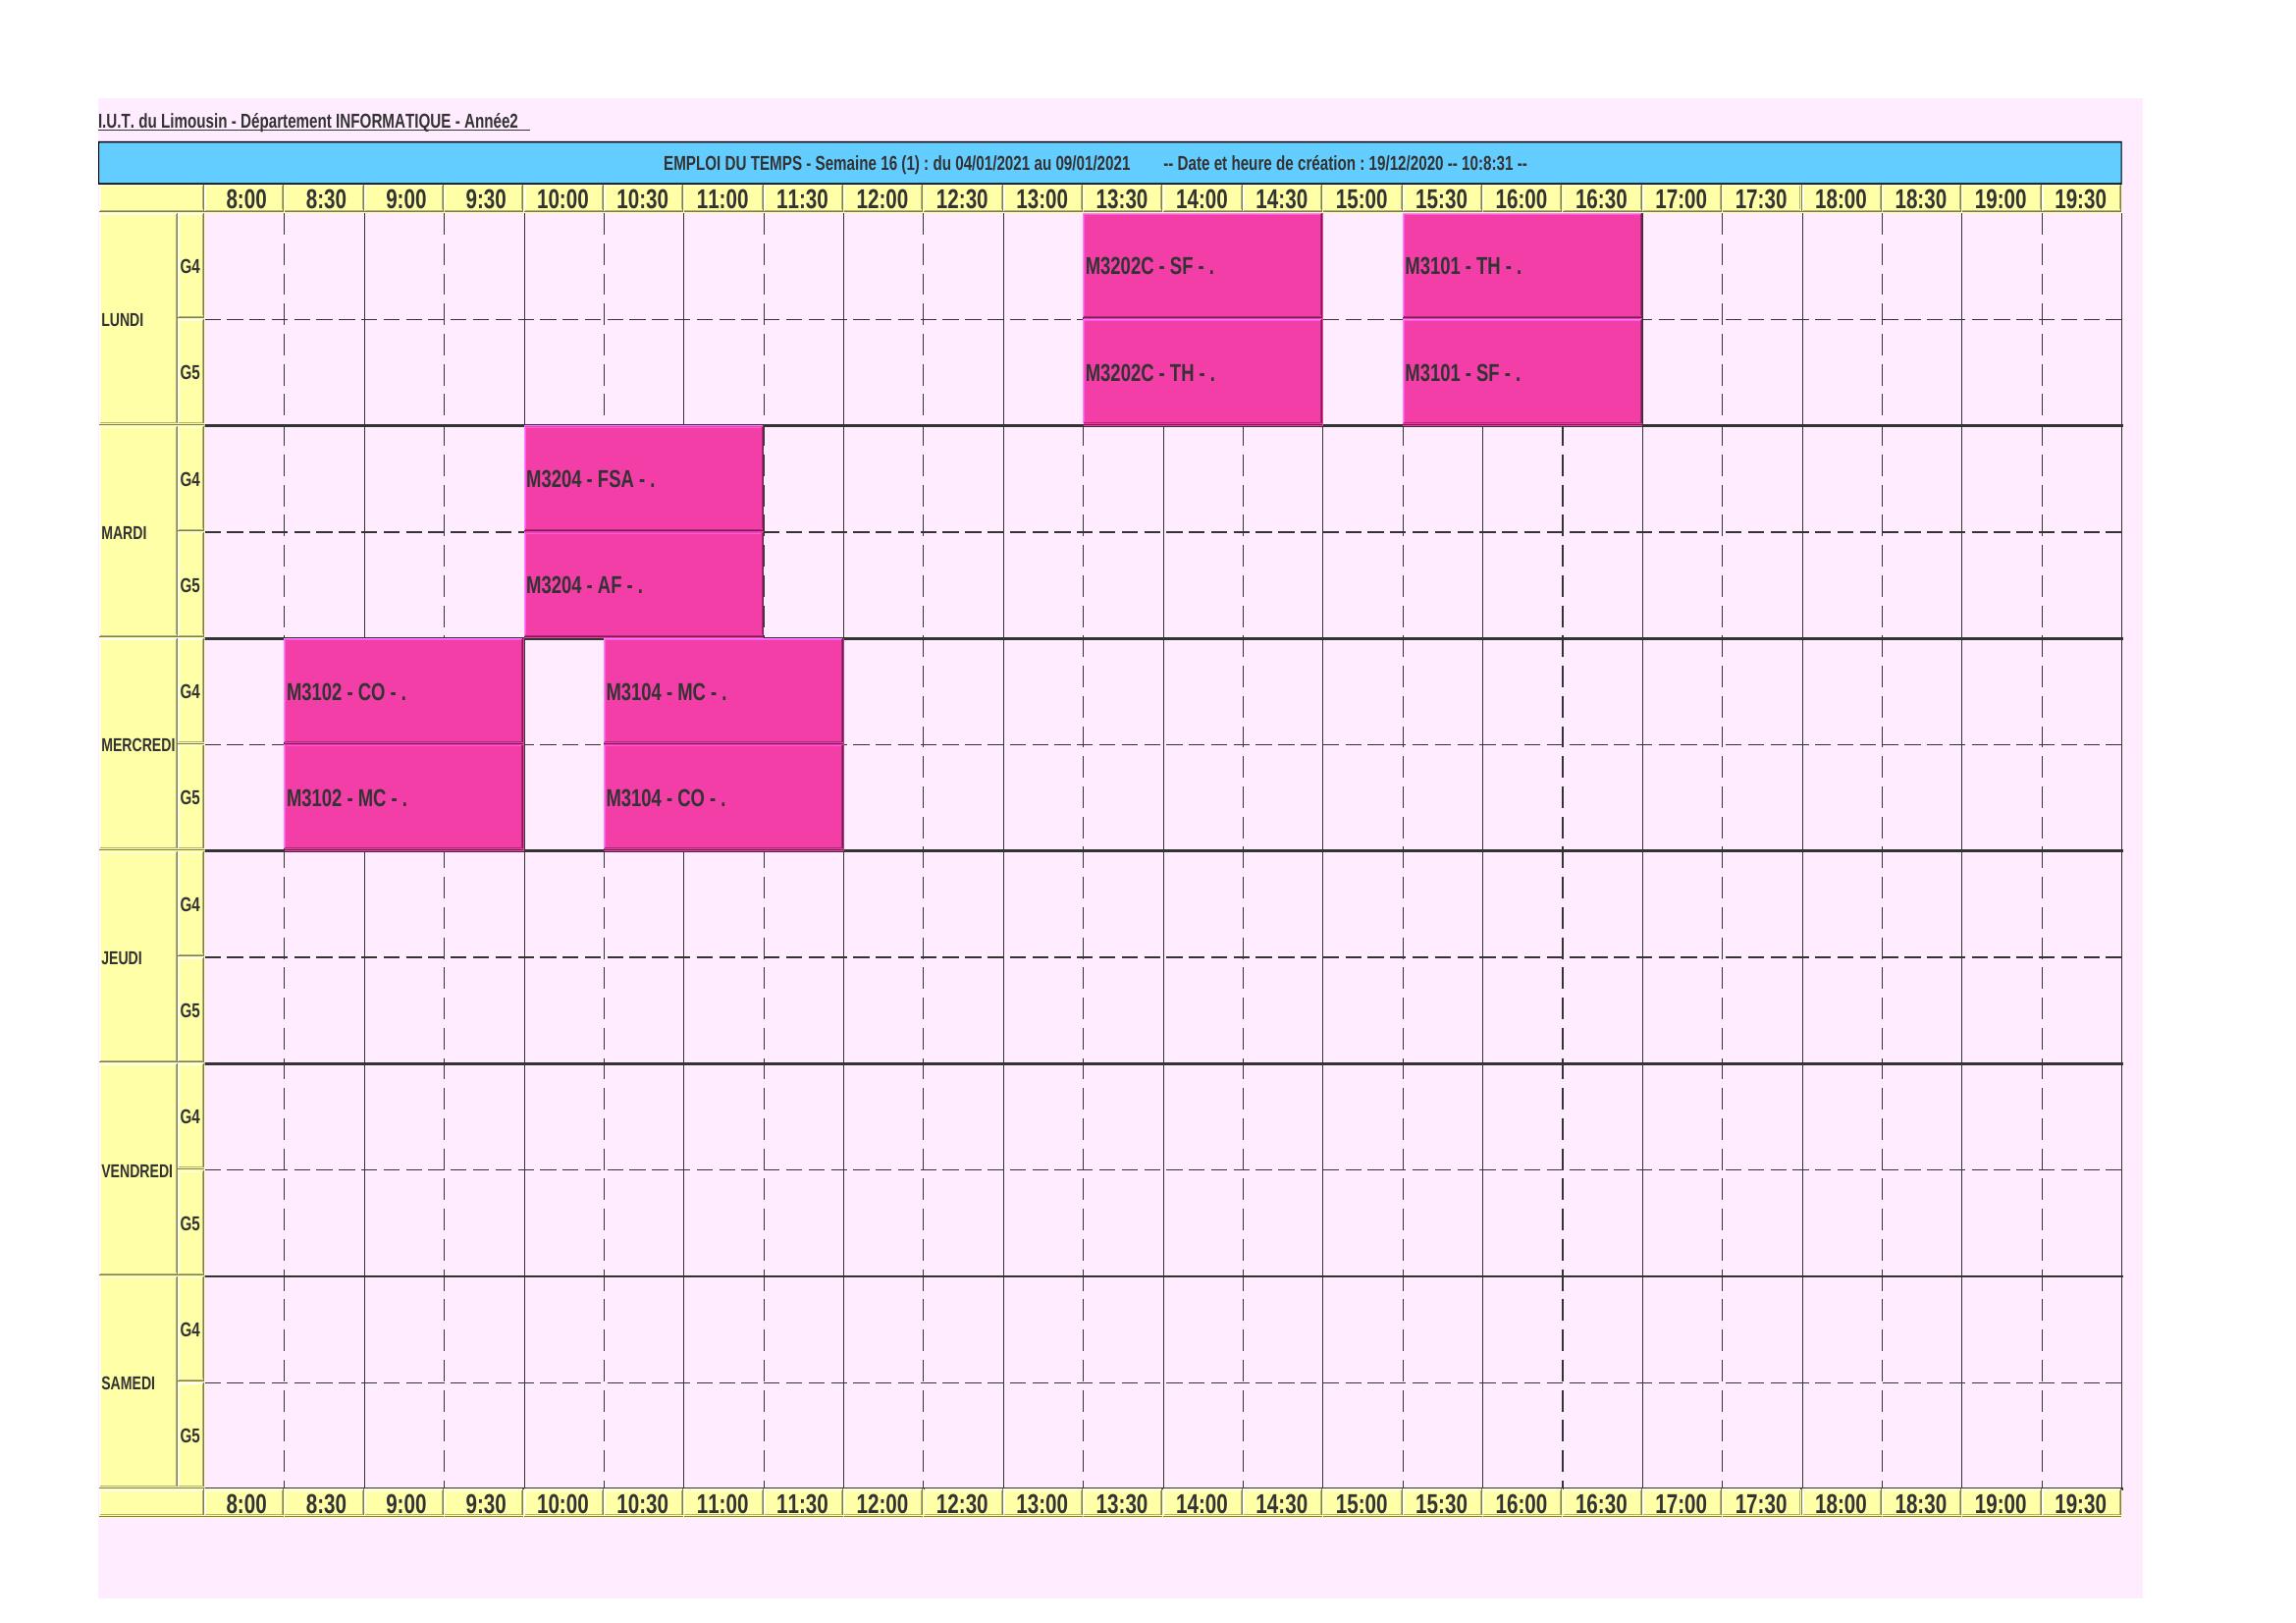 I.U.T. du Limousin - Département INFORMATIQUE - Année2
EMPLOI DU TEMPS - Semaine 16 (1) : du 04/01/2021 au 09/01/2021 -- Date et heure de création : 19/12/2020 -- 10:8:31 --
8:00 8:30 9:00 9:30 10:00 10:30 11:00 11:30 12:00 12:30 13:00 13:30 14:00 14:30 15:00 15:30 16:00 16:30 17:00 17:30 18:00 18:30 19:00 19:30
G4 M3202C - SF - . M3101 - TH - .
LUNDI
G5 M3202C - TH - . M3101 - SF - .
G4 M3204 - FSA - .
MARDI
G5 M3204 - AF - .
G4 M3102 - CO - . M3104 - MC - .
MERCREDI
G5 M3102 - MC - . M3104 - CO - .
G4
JEUDI
G5
G4
VENDREDI
G5
G4
SAMEDI
G5
8:00 8:30 9:00 9:30 10:00 10:30 11:00 11:30 12:00 12:30 13:00 13:30 14:00 14:30 15:00 15:30 16:00 16:30 17:00 17:30 18:00 18:30 19:00 19:30